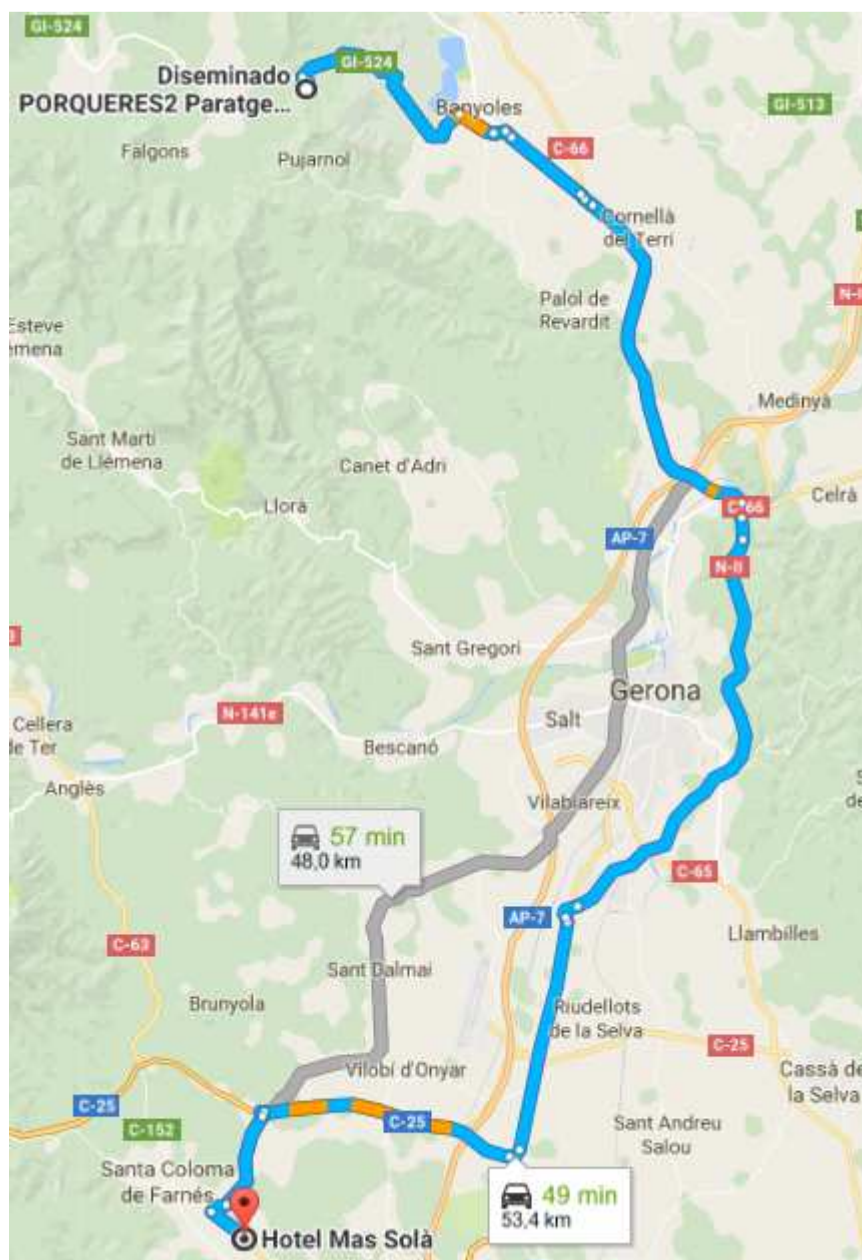 GI-524
Diseminado
PORQUERES2 Paratge...
GI-524
Banyoles
GI-513
Falgons
Pujarnol
C-66
Cornellà
del Terri
Palol de
Revardit
Esteve
Medinyà
Sant Martí
de Llémena
Canet d'Adri
Llorà
Celrà
C-66
AP-7
N-II
Sant Gregori
Gerona
N-141e
Salt
Cellera
de Ter
Bescanó
Anglès
Vilablareix
57 min
48,0 km
C-65
AP-7
Llambilles
C-63
Sant Dalmai
Brunyola
Riudellots
de la Selva
C-25
Vilobí d'Onyar
Cassà de
la Selva
C-25
C-25
C-152
Sant Andreu
Salou
Santa Coloma
de Farnés
49 min
53,4 km
Hotel Mas Solà